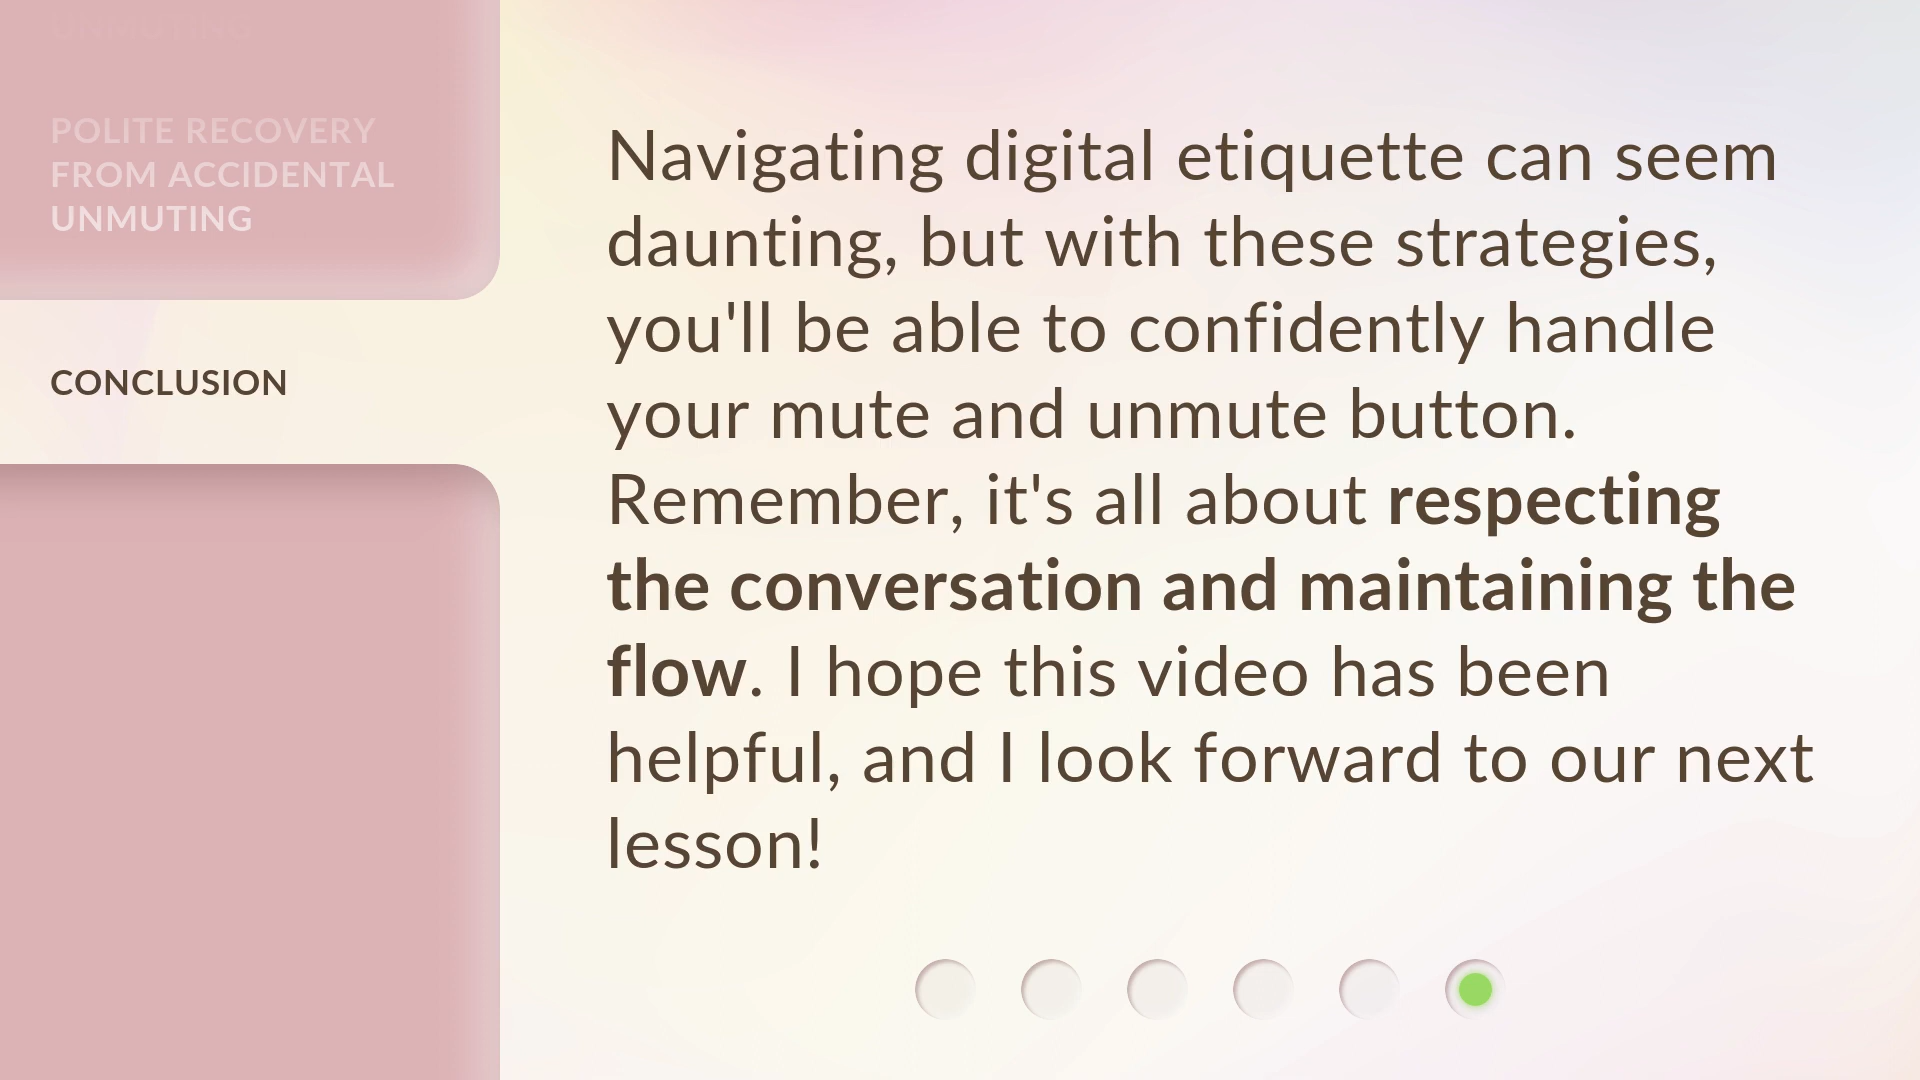 UNMUTING
POLITE RECOVERY
FROM ACCIDENTAL
UNMUTING
CONCLUSION
Navigating digital etiquette can seem
daunting, but with these strategies,
you'll be able to confidently handle
your mute and unmute button.
Remember, it's all about respecting
the conversation and maintaining the
flow. I hope this video has been
helpful, and I look forward to our next
lesson!